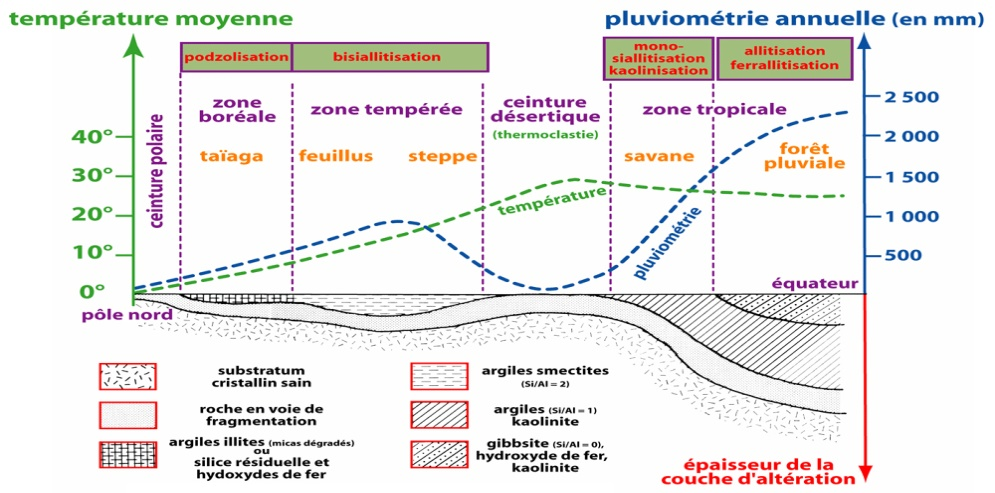 température moyenne
pluviométrie annuelle (en mm)
podzolisation
bisiallitisation
mono-
siallitisation
kaolinisation
allitisation
ferrallitisation
ceinture polaire
zone
boréale
zone tempérée
ceinture
désertique
(thermoclastie)
zone tropicale
taïaga
feuillus
steppe
savane
forêt
pluviale
40°
30°
20°
10°
0°
2 500
2 000
1 500
1 000
500
température
pluviométrie
équateur
pôle nord
substratum
cristallin sain
roche en voie de
fragmentation
argiles illites (micas dégradés)
ou
silice résiduelle et
hydoxydes de fer
argiles smectites
(Si/Al = 2)
argiles (Si/Al = 1)
kaolinite
gibbsite (Si/Al = 0),
hydroxyde de fer,
kaolinite
épaisseur de la
couche d'altération